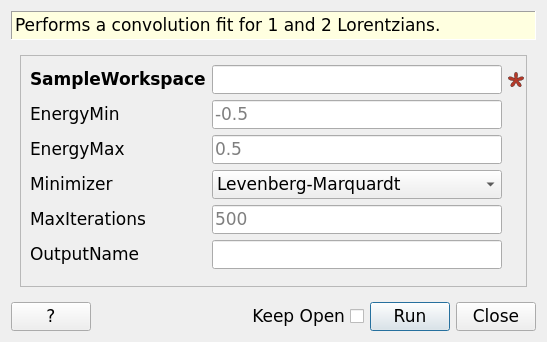 Performs a convolution fit for 1 and 2 Lorentzians.
SampleWorkspace *
EnergyMin -0.5
EnergyMax 0.5
Minimizer Levenberg-Marquardt
MaxIterations 500
OutputName
? Keep Open Run Close